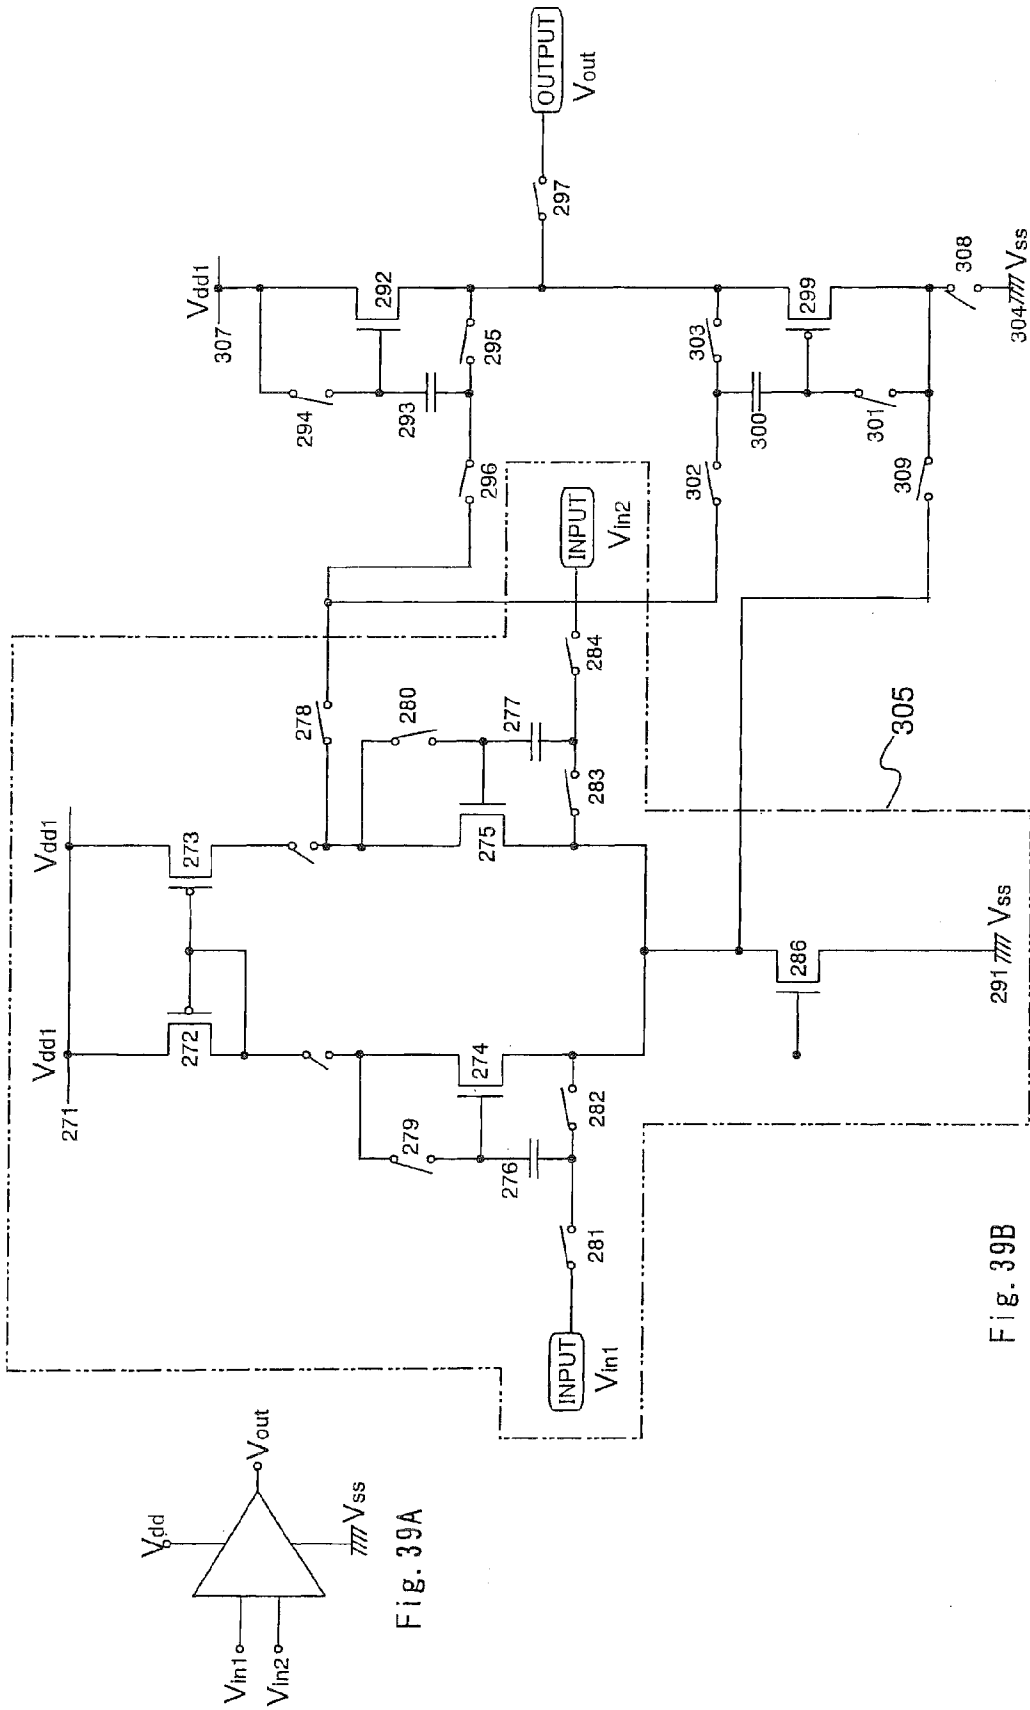 Vdd
Vin1
Vin2
Vout
Vss
Fig. 39A
271
Vdd1
Vdd1
272
273
278
279
280
274
275
276
277
281
282
283
284
INPUT
Vin1
INPUT
Vin2
286
291
Vss
305
Vdd1
307
292
294
293
295
296
297
OUTPUT
Vout
302
303
300
299
301
309
308
304
Vss
Fig. 39B